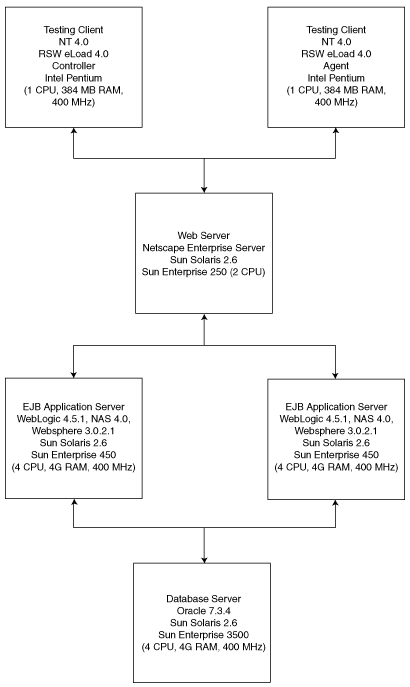 Testing Client
NT 4.0
RSW eLoad 4.0
Controller
Intel Pentium
(1 CPU, 384 MB RAM,
400 MHz)
Testing Client
NT 4.0
RSW eLoad 4.0
Agent
Intel Pentium
(1 CPU, 384 MB RAM,
400 MHz)
Web Server
Netscape Enterprise Server
Sun Solaris 2.6
Sun Enterprise 250 (2 CPU)
EJB Application Server
WebLogic 4.5.1, NAS 4.0,
Websphere 3.0.2.1
Sun Solaris 2.6
Sun Enterprise 450
(4 CPU, 4G RAM, 400 MHz)
EJB Application Server
WebLogic 4.5.1, NAS 4.0,
Websphere 3.0.2.1
Sun Solaris 2.6
Sun Enterprise 450
(4 CPU, 4G RAM, 400 MHz)
Database Server
Oracle 7.3.4
Sun Solaris 2.6
Sun Enterprise 3500
(4 CPU, 4G RAM, 400 MHz)